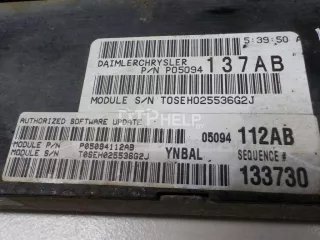 5:39:50 A
DAIMLERCHRYSLER
P/N P05094 137AB
MODULE S/N T0SEH025536G2J
AUTHORIZED SOFTWARE UPDATE
MODULE P/N P05094112AB
MODULE S/N T0SEH025536G2J
05094 112AB
YNBAL SEQUENCE #
133730
HELP